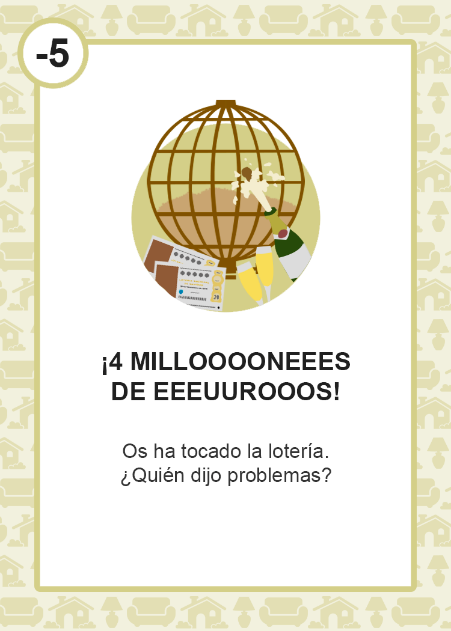 -5
¡4 MILLOOOONEEES
DE EEEUUROOOS!
Os ha tocado la lotería.
¿Quién dijo problemas?